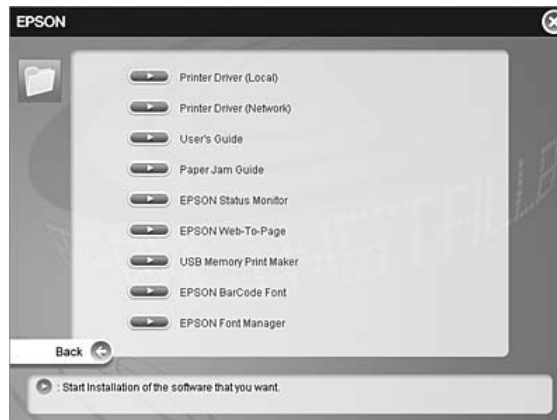 EPSON
Printer Driver (Local)
Printer Driver (Network)
User's Guide
Paper Jam Guide
EPSON Status Monitor
EPSON Web-To-Page
USB Memory Print Maker
EPSON BarCode Font
EPSON Font Manager
Back
: Start Installation of the software that you want.